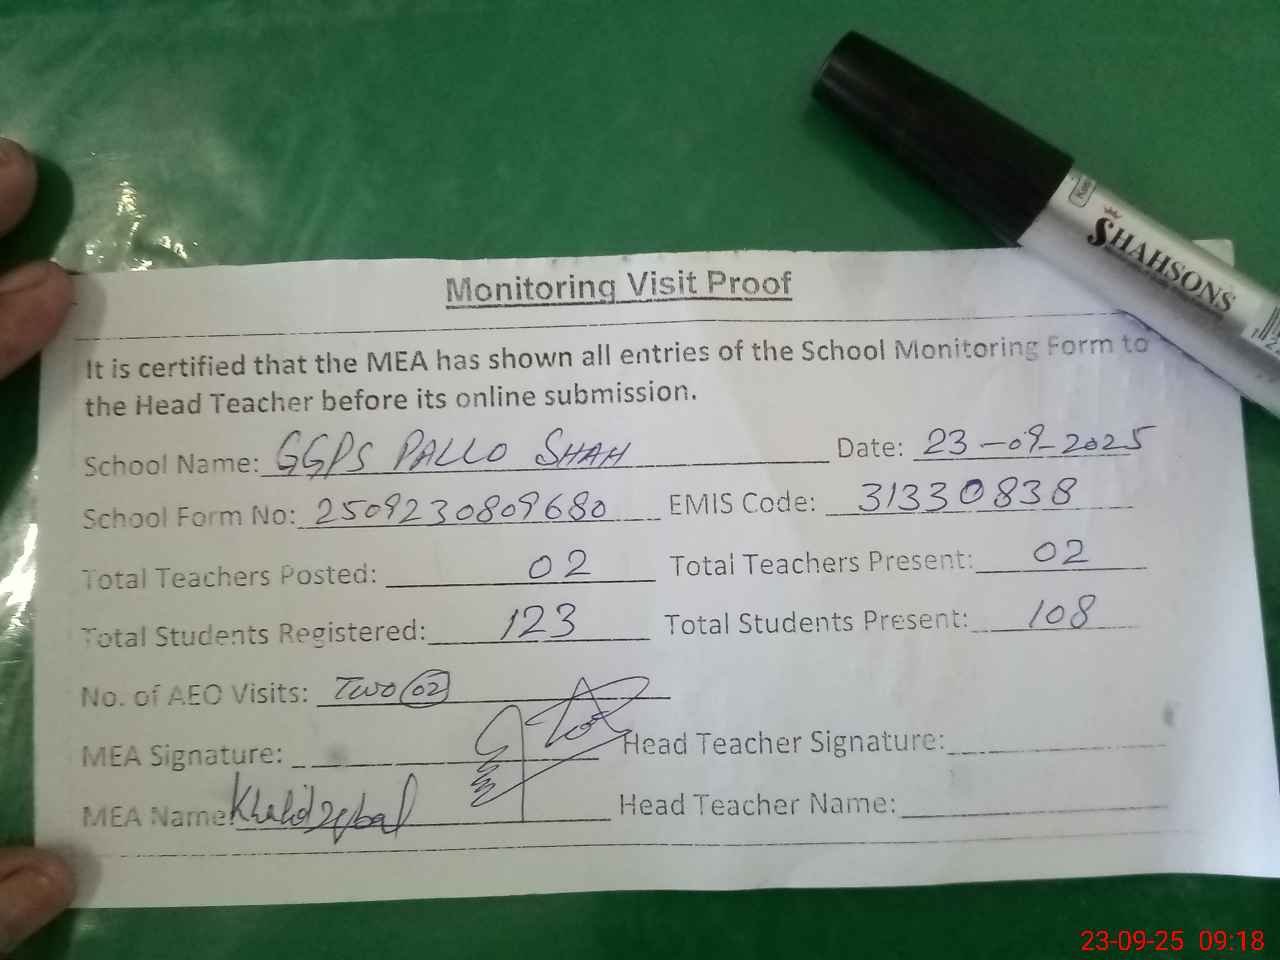 SHAHSONS
Monitoring Visit Proof
It is certified that the MEA has shown all entries of the School Monitoring Form to
the Head Teacher before its online submission.
School Name: GGPS PALLO SHAH Date: 23-09-2025
School Form No: 2509230809680 EMIS Code: 31330838
Total Teachers Posted: 02 Total Teachers Present: 02
Total Students Registered: 123 Total Students Present: 108
No. of AEO Visits: Two 02
MEA Signature: Head Teacher Signature:
MEA Name: Khalid Iqbal Head Teacher Name:
23-09-25 09:18